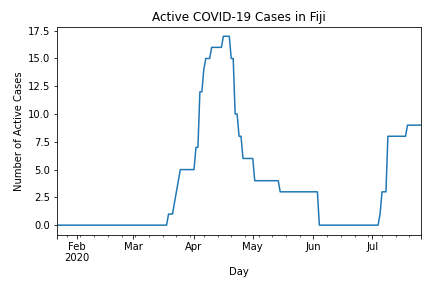 Active COVID-19 Cases in Fiji
17.5
15.0
12.5
10.0
7.5
5.0
2.5
0.0
Number of Active Cases
Feb Mar Apr May Jun Jul
2020
Day